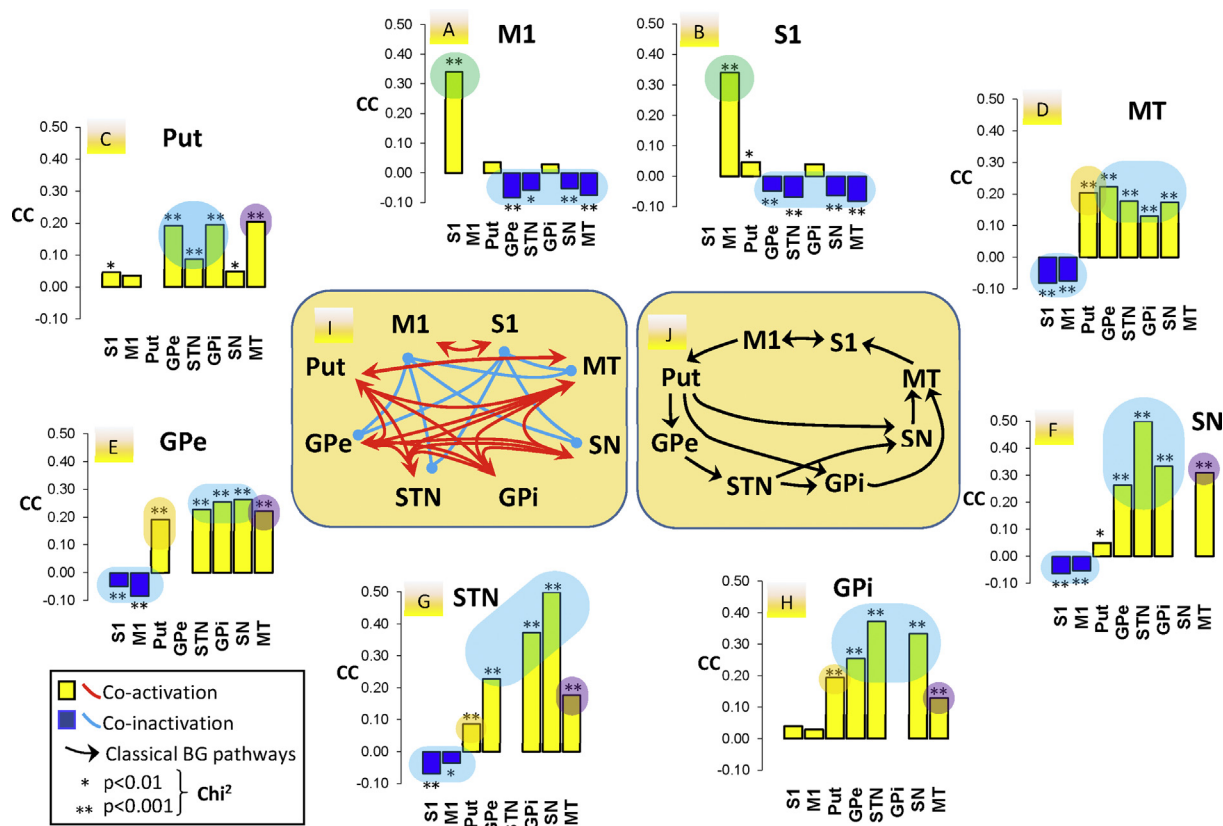 A M1
0.50
0.40
0.30
0.20
0.10
0.00
-0.10
CC
**
** * ** **
S1 M1 Put GPe STN GPi SN MT
B S1
0.50
0.40
0.30
0.20
0.10
0.00
-0.10
CC
**
*
** ** ** **
S1 M1 Put GPe STN GPi SN MT
C Put
0.50
0.40
0.30
0.20
0.10
0.00
-0.10
CC
* ** ** ** * **
S1 M1 Put GPe STN GPi SN MT
D MT
0.50
0.40
0.30
0.20
0.10
0.00
-0.10
CC
** ** ** ** ** ** **
S1 M1 Put GPe STN GPi SN MT
I
M1 S1
Put MT
GPe SN
STN GPi
J
M1 S1
Put MT
GPe SN
STN GPi
E GPe
0.50
0.40
0.30
0.20
0.10
0.00
-0.10
CC
** ** ** ** ** ** **
S1 M1 Put GPe STN GPi SN MT
F SN
0.50
0.40
0.30
0.20
0.10
0.00
-0.10
CC
** ** * ** ** ** **
S1 M1 Put GPe STN GPi SN MT
G STN
0.50
0.40
0.30
0.20
0.10
0.00
-0.10
CC
** * ** ** ** ** **
S1 M1 Put GPe STN GPi SN MT
H GPi
0.50
0.40
0.30
0.20
0.10
0.00
-0.10
CC
** ** ** ** **
S1 M1 Put GPe STN GPi SN MT
Co-activation
Co-inactivation
Classical BG pathways
* p<0.01
** p<0.001
Chi²